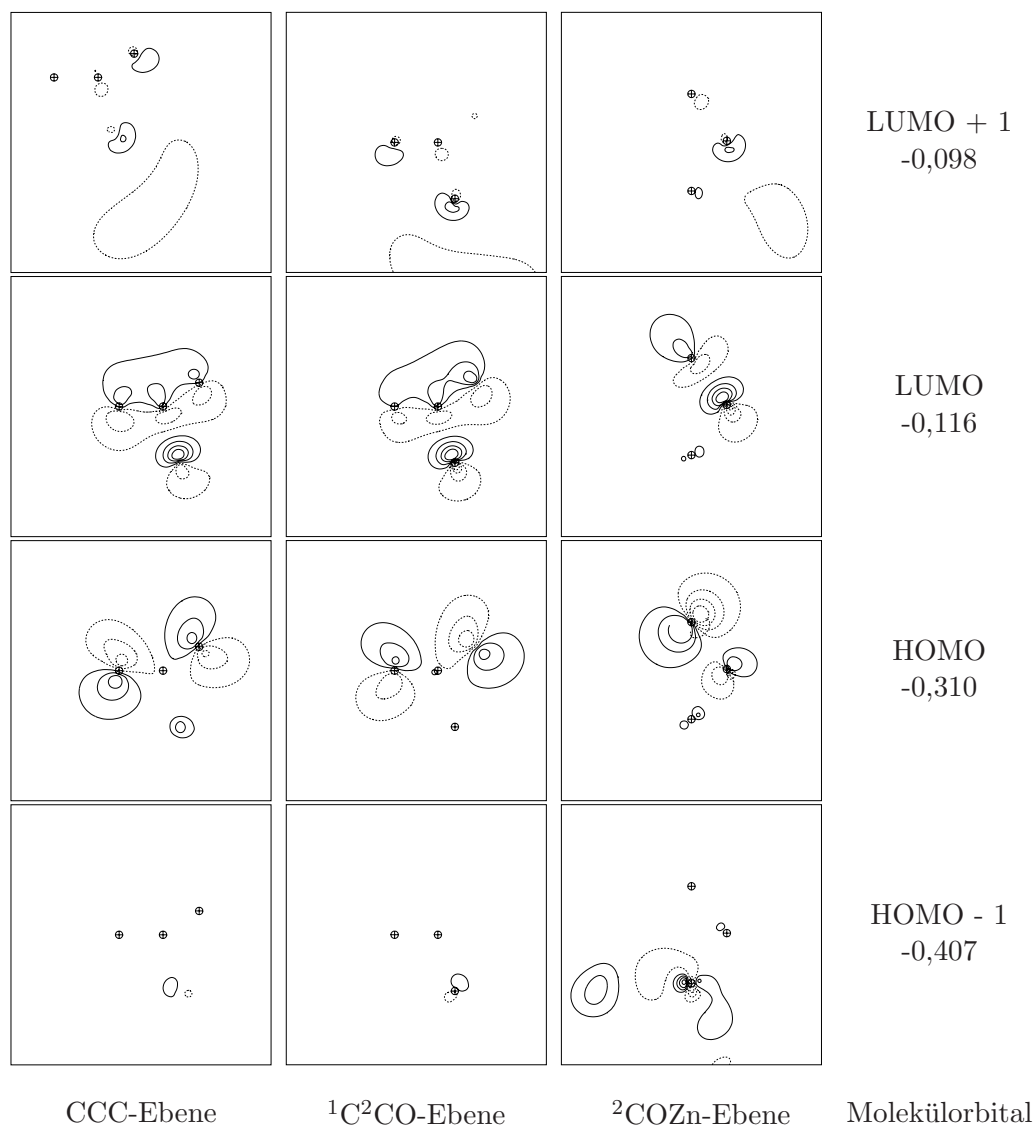 LUMO + 1
-0,098
LUMO
-0,116
HOMO
-0,310
HOMO - 1
-0,407
CCC-Ebene
¹C²CO-Ebene
²COZn-Ebene
Molekülorbital